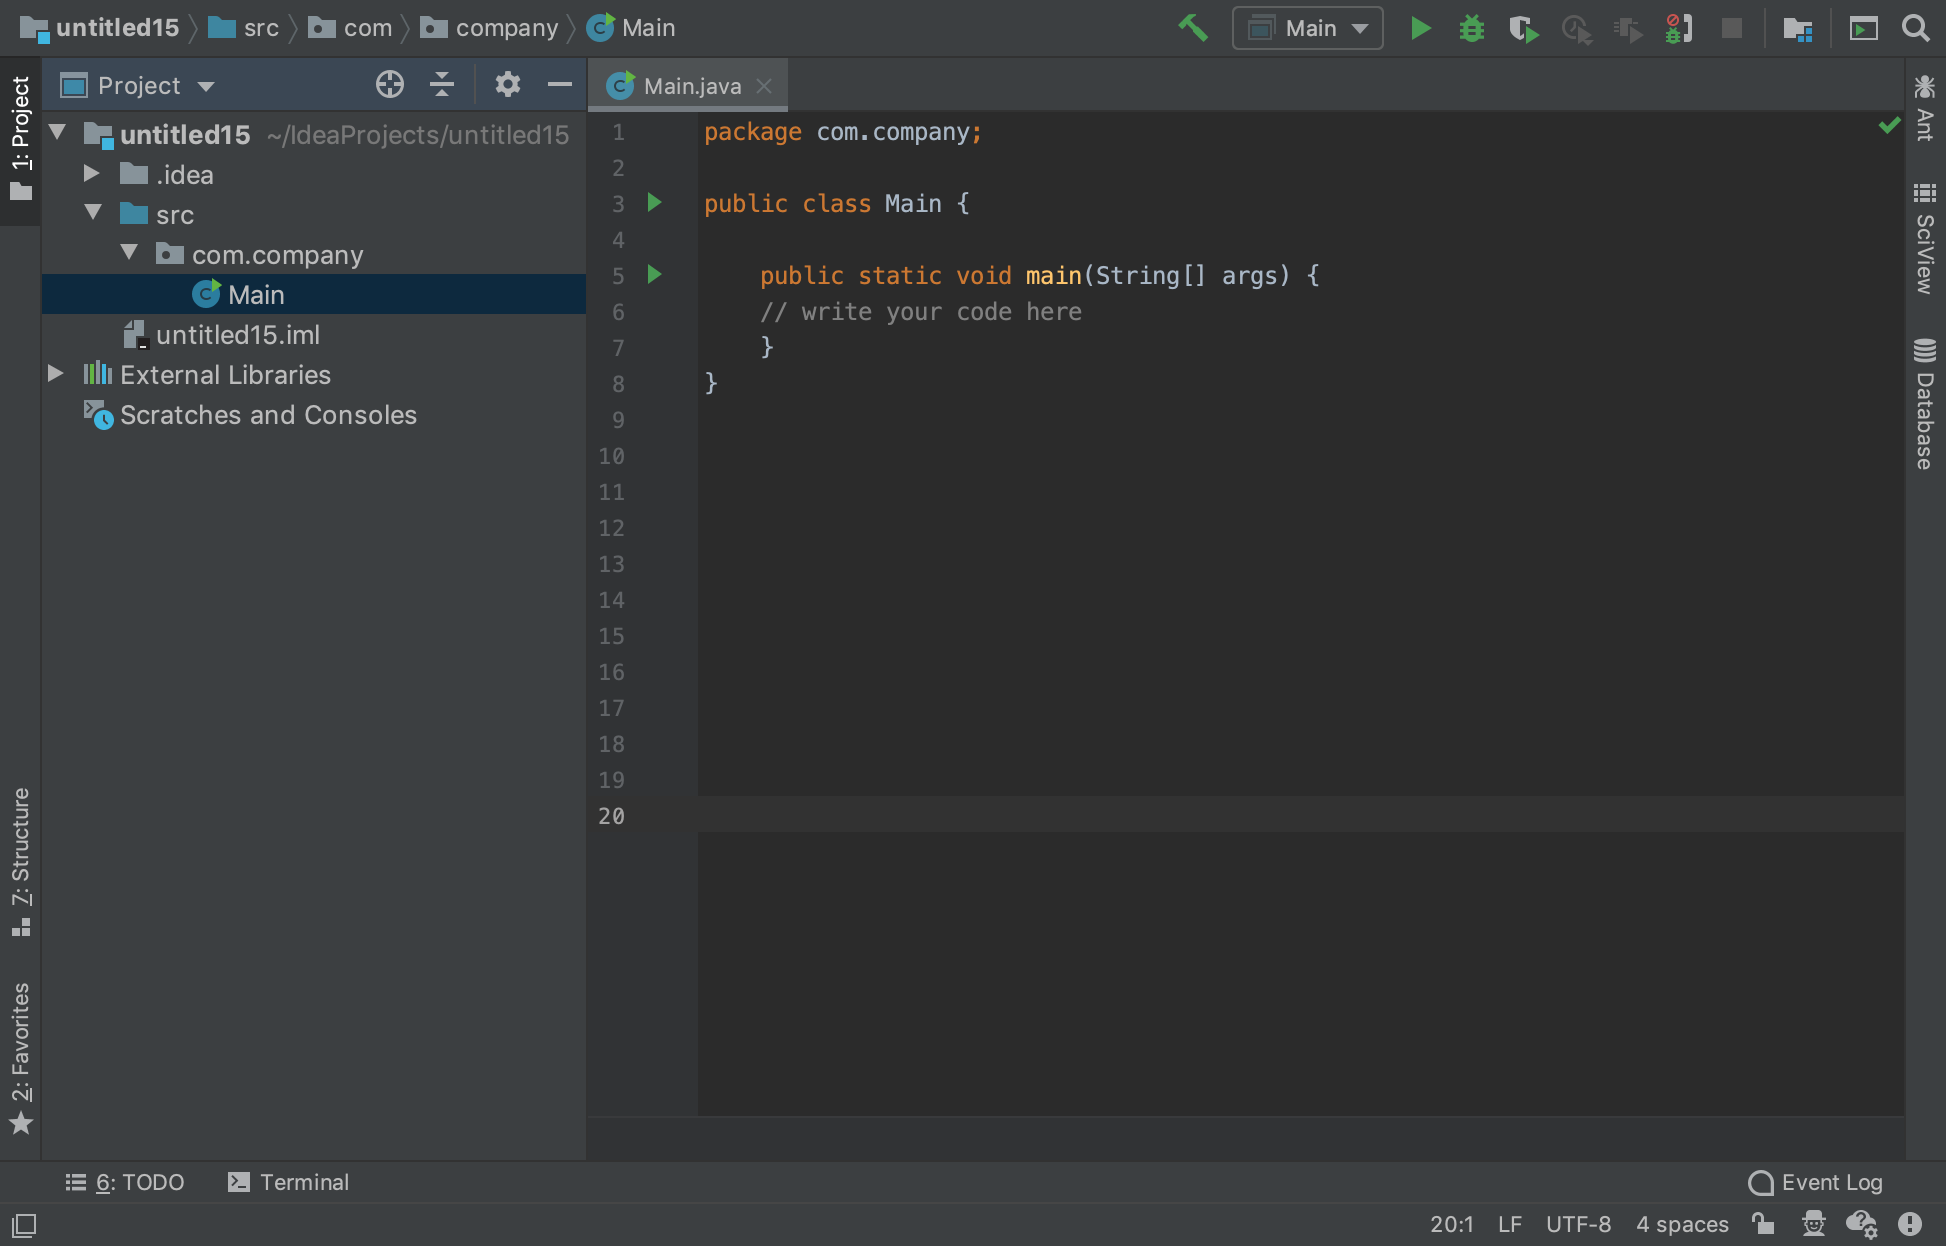 untitled15 src com company Main
Main
Project
Main.java
1: Project
untitled15 ~/IdeaProjects/untitled15
.idea
src
com.company
Main
untitled15.iml
External Libraries
Scratches and Consoles
7: Structure
2: Favorites
1 package com.company;
2
3 public class Main {
4
5 public static void main(String[] args) {
6 // write your code here
7 }
8 }
9
10
11
12
13
14
15
16
17
18
19
20
Ant
SciView
Database
6: TODO
Terminal
Event Log
20:1 LF UTF-8 4 spaces